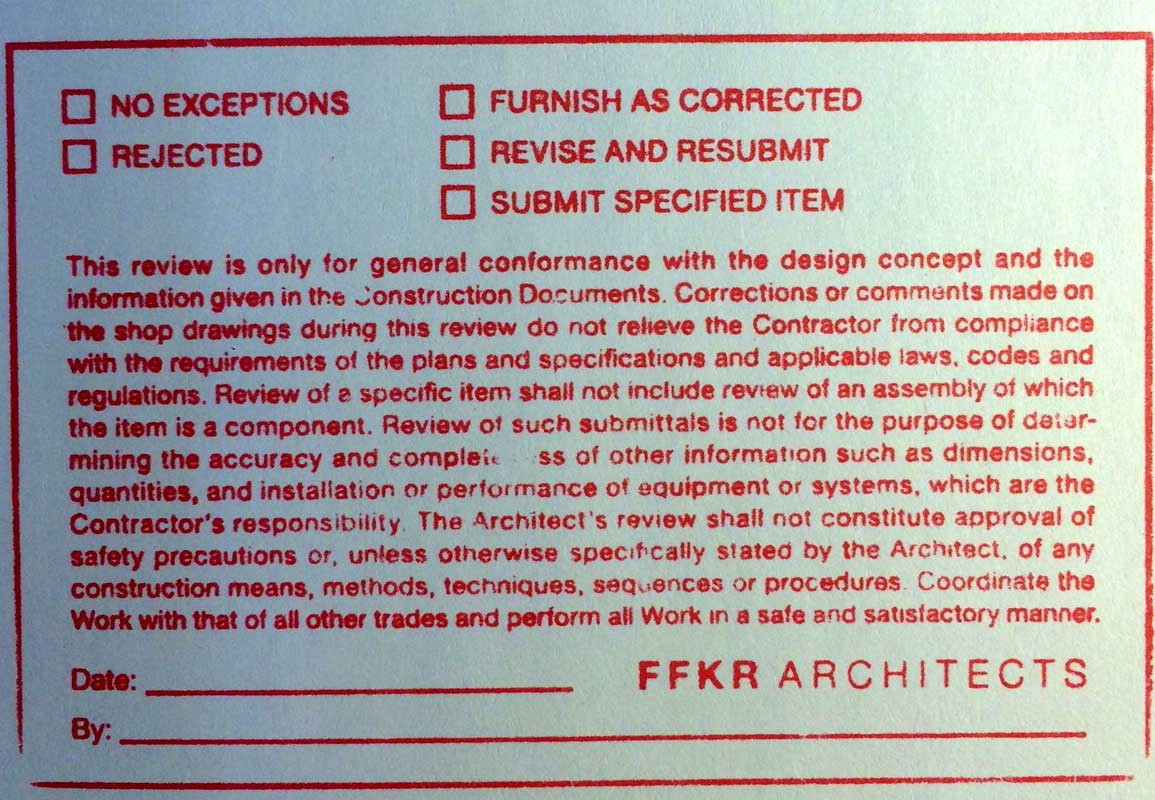 NO EXCEPTIONS
FURNISH AS CORRECTED
REJECTED
REVISE AND RESUBMIT
SUBMIT SPECIFIED ITEM
This review is only for general conformance with the design concept and the
information given in the Construction Documents. Corrections or comments made on
the shop drawings during this review do not relieve the Contractor from compliance
with the requirements of the plans and specifications and applicable laws, codes and
regulations. Review of a specific item shall not include review of an assembly of which
the item is a component. Review of such submittals is not for the purpose of deter-
mining the accuracy and completeness of other information such as dimensions,
quantities, and installation or performance of equipment or systems, which are the
Contractor's responsibility. The Architect's review shall not constitute approval of
safety precautions or, unless otherwise specifically stated by the Architect, of any
construction means, methods, techniques, sequences or procedures. Coordinate the
Work with that of all other trades and perform all Work in a safe and satisfactory manner.
Date:
FFKR ARCHITECTS
By: